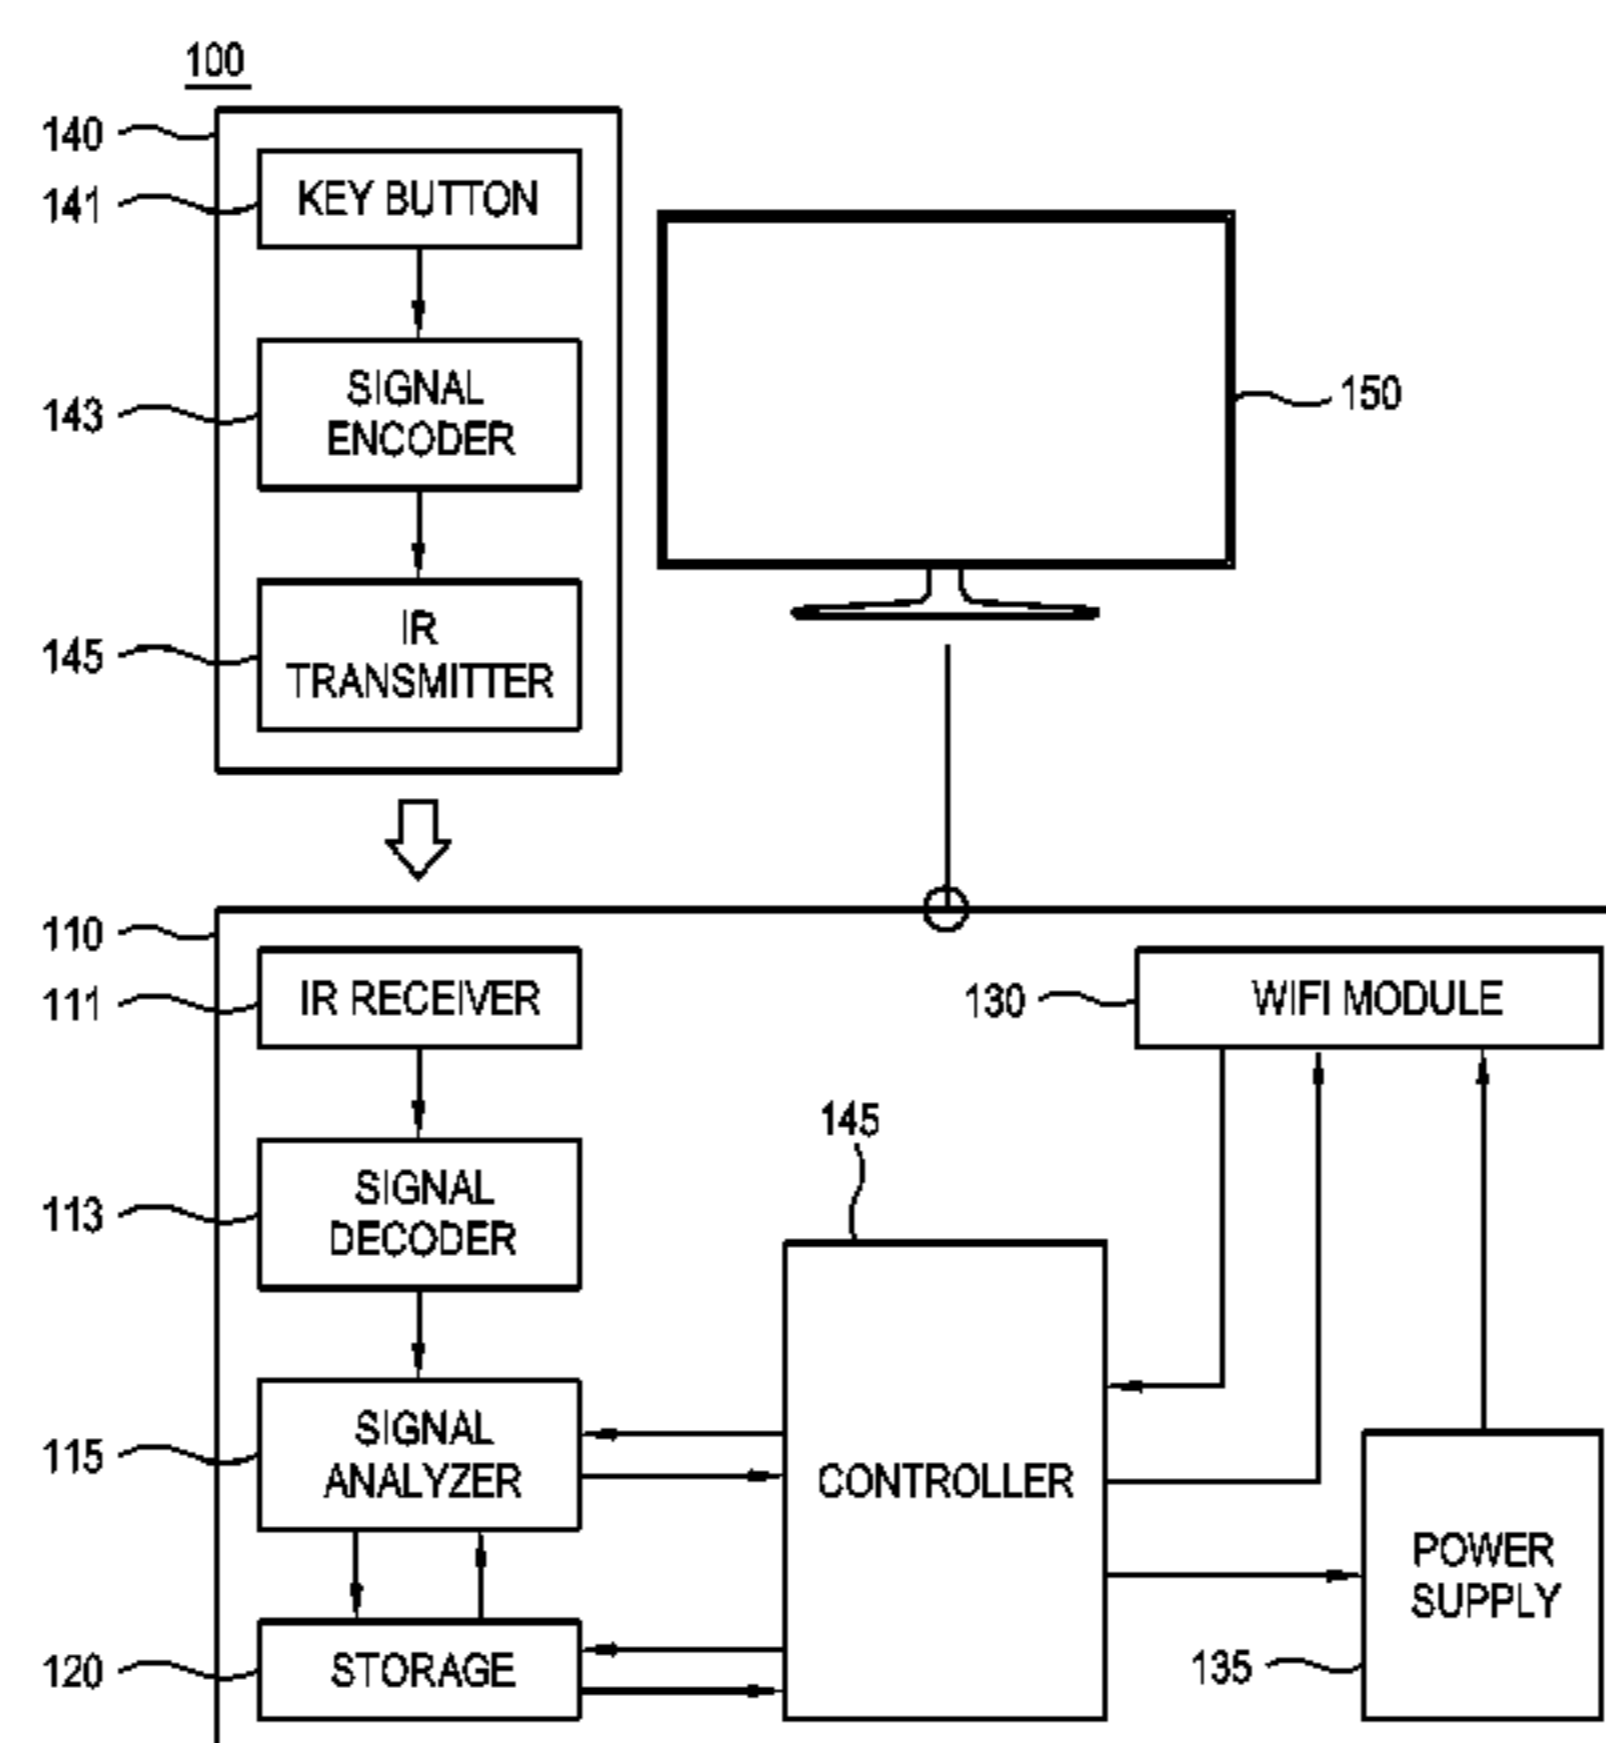 100
140
141
KEY BUTTON
143
SIGNAL
ENCODER
145
IR
TRANSMITTER
150
110
111
IR RECEIVER
130
WIFI MODULE
145
113
SIGNAL
DECODER
115
SIGNAL
ANALYZER
CONTROLLER
POWER
SUPPLY
120
STORAGE
135